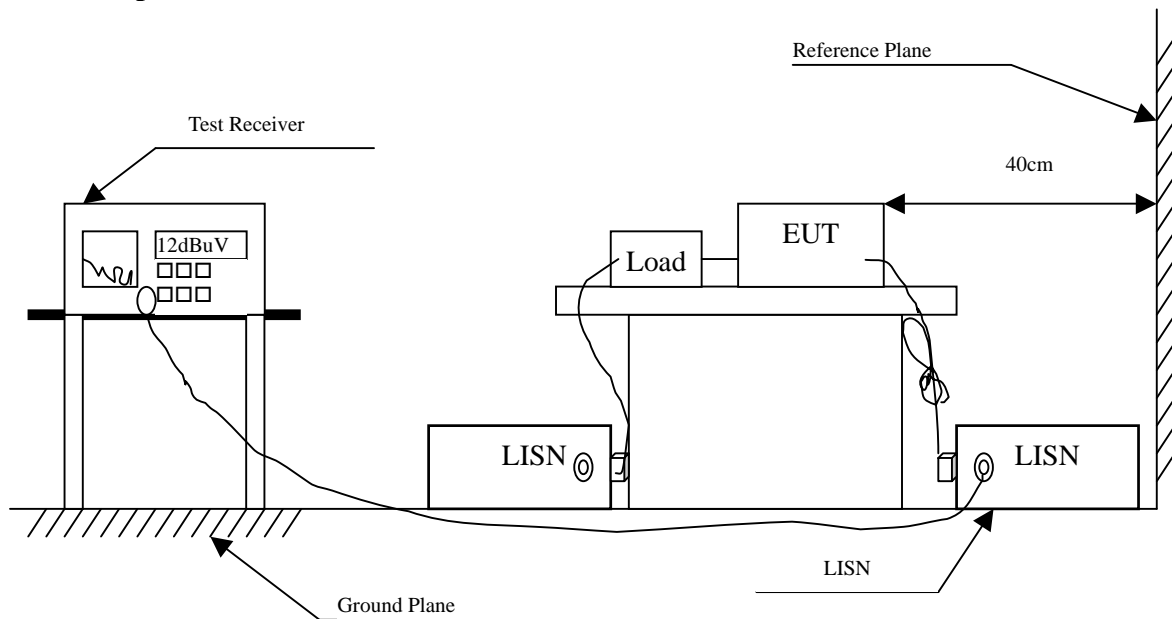 Reference Plane
Test Receiver
40cm
12dBuV
EUT
Load
LISN
LISN
LISN
Ground Plane